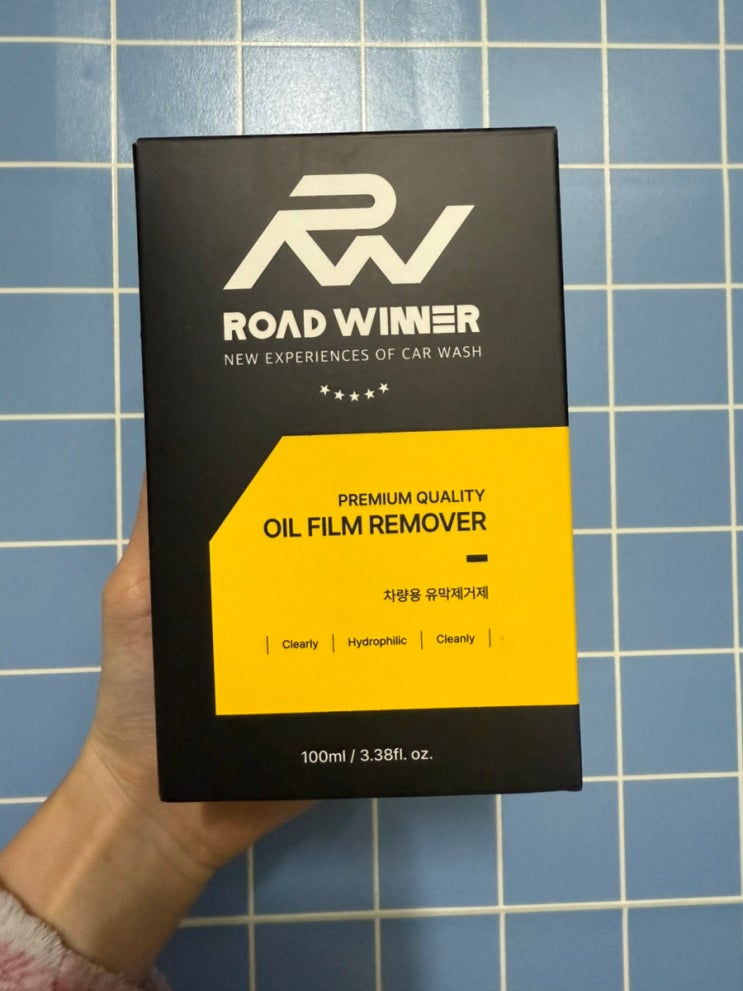 RW
ROAD WINNER
NEW EXPERIENCES OF CAR WASH
PREMIUM QUALITY
OIL FILM REMOVER
차량용 유막제거제
| Clearly | Hydrophilic | Cleanly |
100ml / 3.38fl. oz.